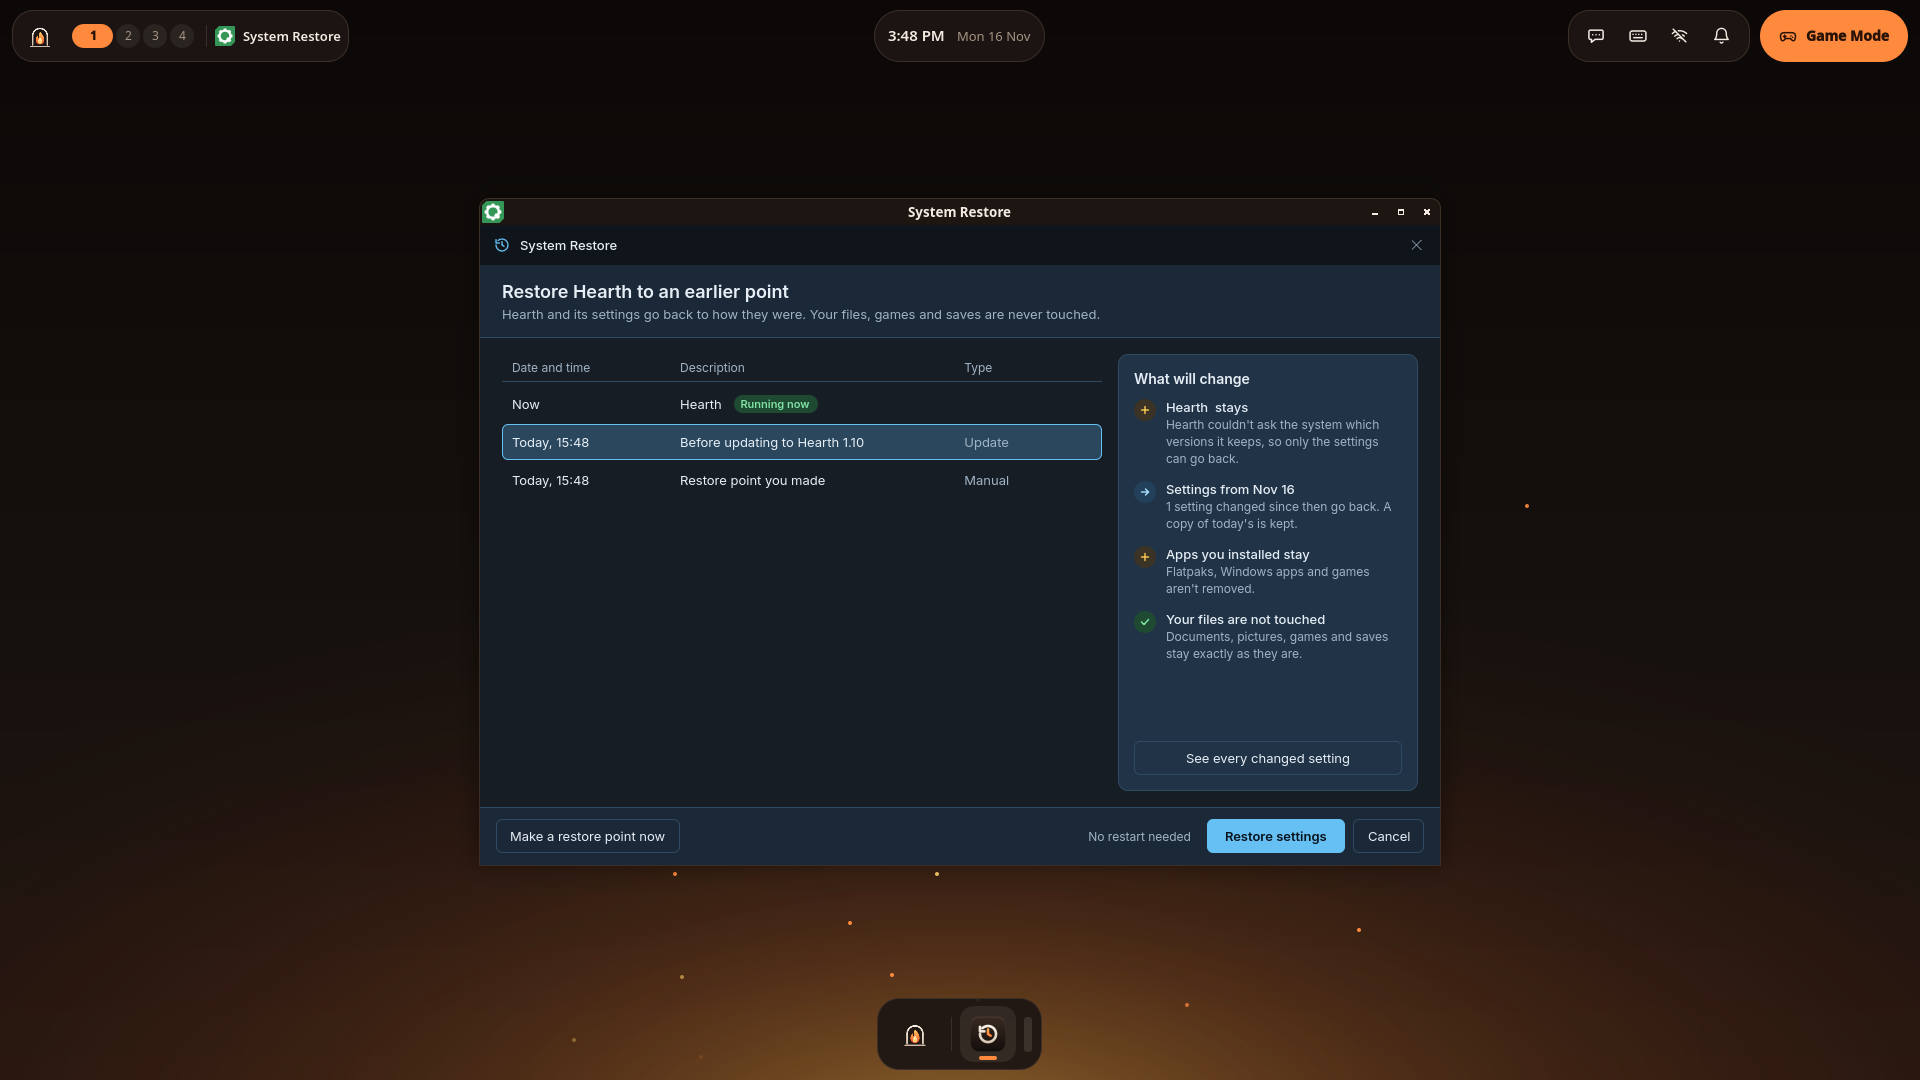 1 2 3 4 System Restore
3:48 PM Mon 16 Nov
Game Mode
System Restore
System Restore
Restore Hearth to an earlier point
Hearth and its settings go back to how they were. Your files, games and saves are never touched.
Date and time Description Type
Now Hearth Running now
Today, 15:48 Before updating to Hearth 1.10 Update
Today, 15:48 Restore point you made Manual
What will change
Hearth stays
Hearth couldn't ask the system which
versions it keeps, so only the settings
can go back.
Settings from Nov 16
1 setting changed since then go back. A
copy of today's is kept.
Apps you installed stay
Flatpaks, Windows apps and games
aren't removed.
Your files are not touched
Documents, pictures, games and saves
stay exactly as they are.
See every changed setting
Make a restore point now
No restart needed
Restore settings
Cancel